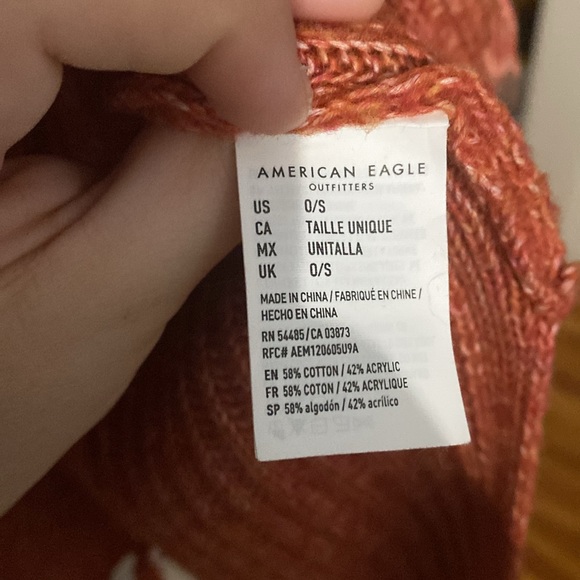 AMERICAN EAGLE
OUTFITTERS
US O/S
CA TAILLE UNIQUE
MX UNITALLA
UK O/S
MADE IN CHINA / FABRIQUÉ EN CHINE /
HECHO EN CHINA
RN 54485 / CA 03873
RFC# AEM120605U9A
EN 58% COTTON / 42% ACRYLIC
FR 58% COTON / 42% ACRYLIQUE
SP 58% algodón / 42% acrílico